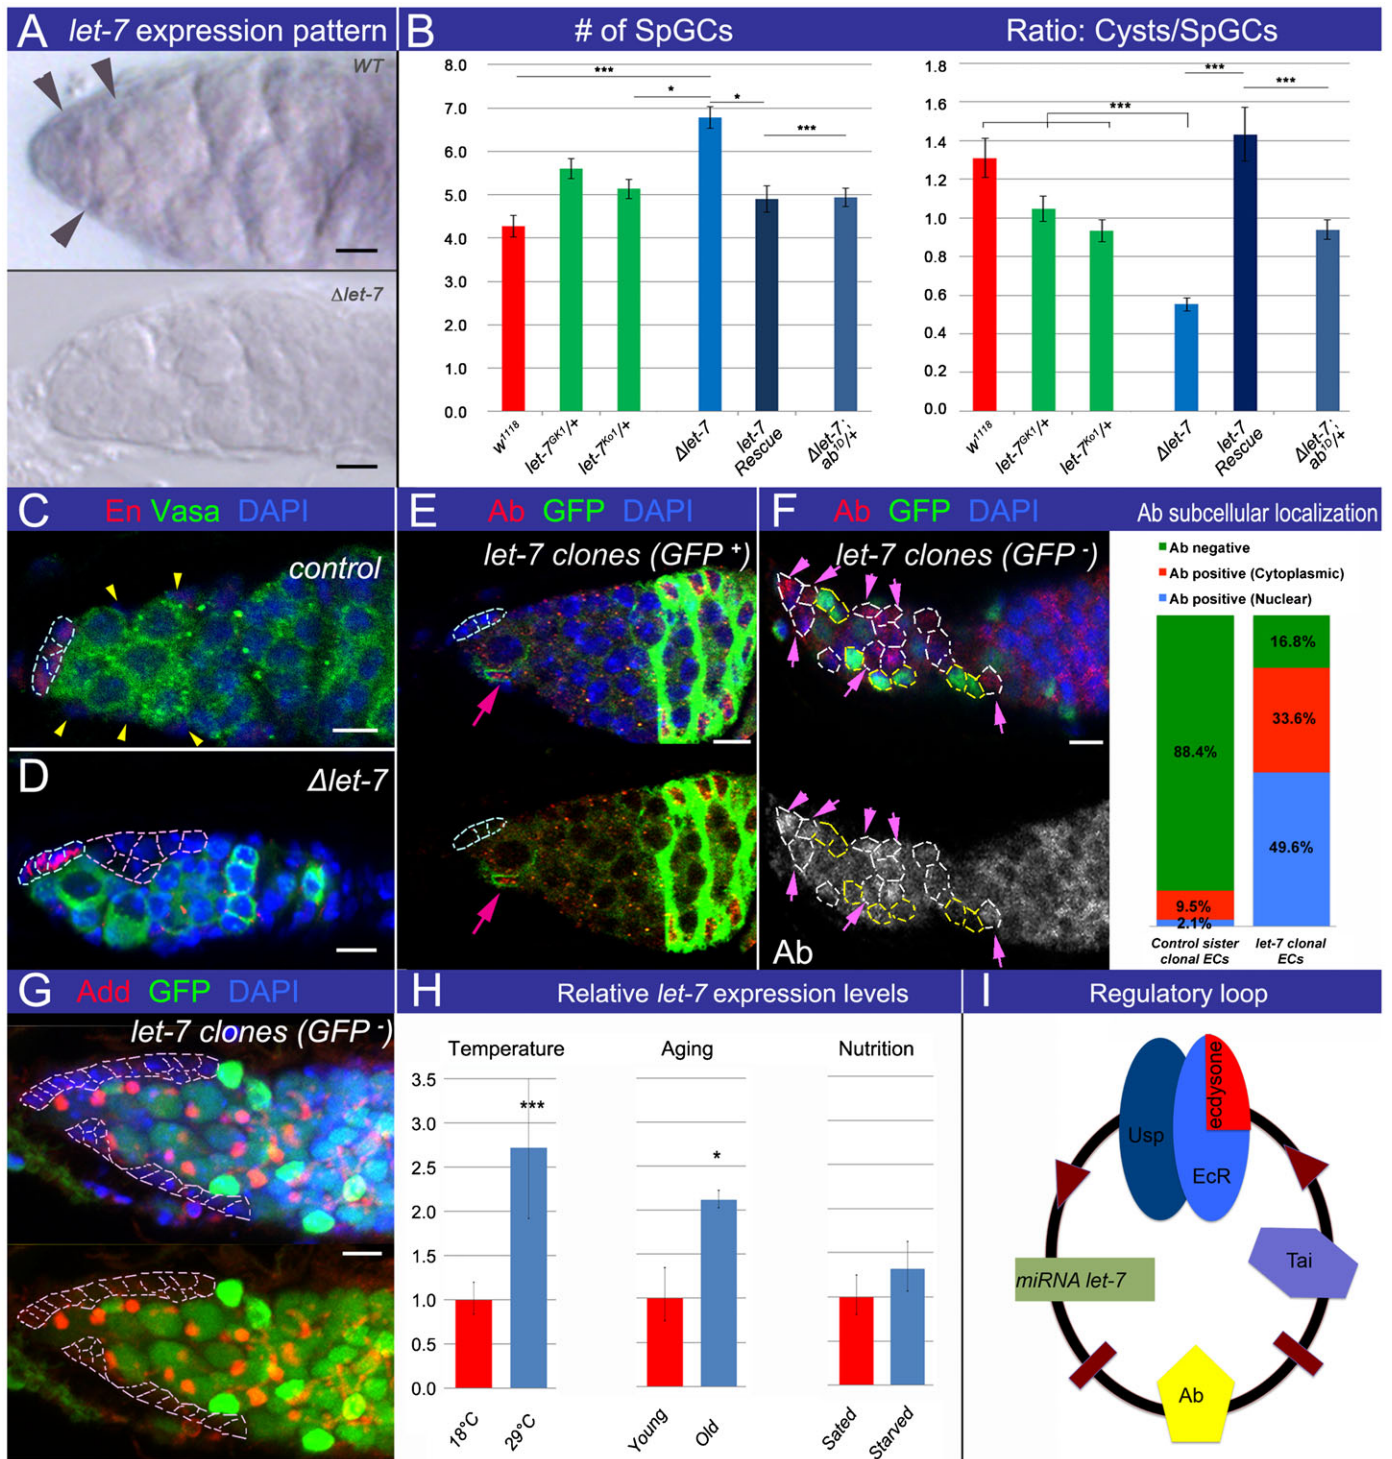 A let-7 expression pattern
WT
Δlet-7
B # of SpGCs Ratio: Cysts/SpGCs
8.0
7.0
6.0
5.0
4.0
3.0
2.0
1.0
0.0
***
*
*
***
w1118
let-7GK1/+
let-7Ko1/+
Δlet-7
let-7
Rescue
Δlet-7;
ab1D/+
1.8
1.6
1.4
1.2
1.0
0.8
0.6
0.4
0.2
0.0
***
***
***
w1118
let-7GK1/+
let-7Ko1/+
Δlet-7
let-7
Rescue
Δlet-7;
ab1D/+
C En Vasa DAPI
control
D Δlet-7
E Ab GFP DAPI
let-7 clones (GFP +)
F Ab GFP DAPI
let-7 clones (GFP -)
Ab
Ab subcellular localization
Ab negative
Ab positive (Cytoplasmic)
Ab positive (Nuclear)
88.4%
9.5%
2.1%
16.8%
33.6%
49.6%
Control sister
clonal ECs
let-7 clonal
ECs
G Add GFP DAPI
let-7 clones (GFP -)
H Relative let-7 expression levels
Temperature Aging Nutrition
3.5
3.0
2.5
2.0
1.5
1.0
0.5
0.0
***
*
18°C
29°C
Young
Old
Sated
Starved
I Regulatory loop
ecdysone
Usp
EcR
Tai
miRNA let-7
Ab